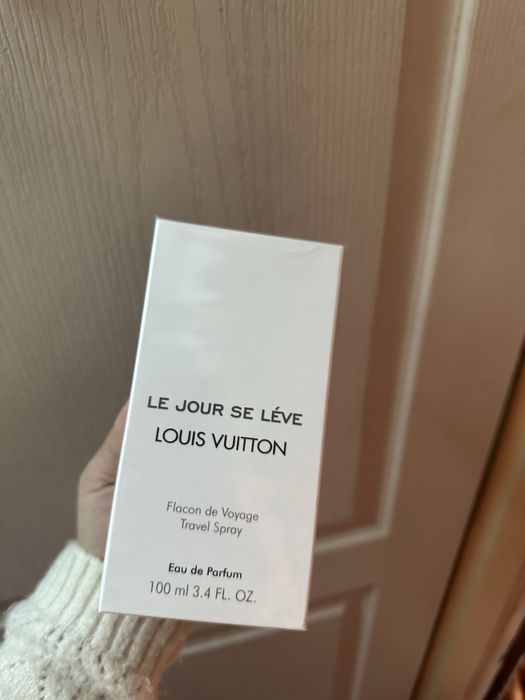 LE JOUR SE LÉVE
LOUIS VUITTON
Flacon de Voyage
Travel Spray
Eau de Parfum
100 ml 3.4 FL. OZ.